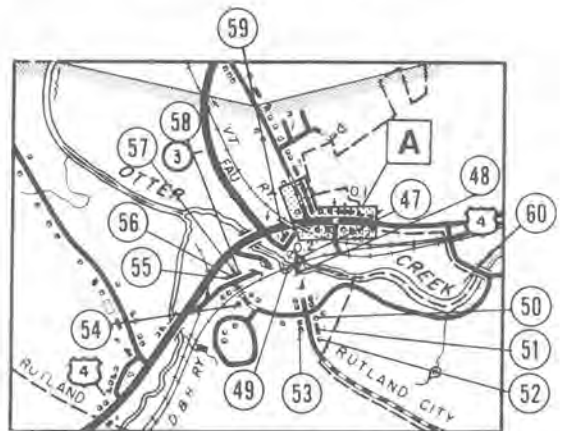 59
58
57
3
VT.
FAU
RY
OTTER
A
47
48
60
56
4
CREEK
55
54
50
51
52
53
49
4
RUTLAND
D&H RY
RUTLAND CITY